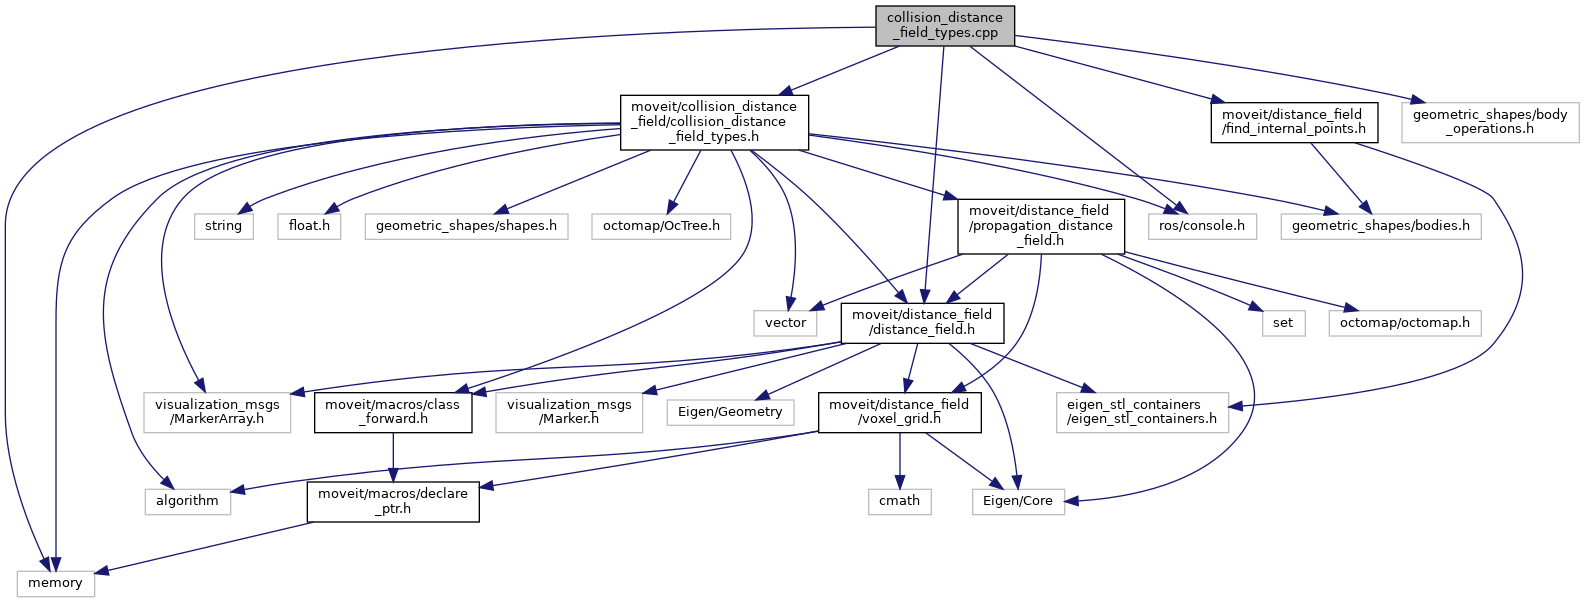 collision_distance
_field_types.cpp
moveit/collision_distance
_field/collision_distance
_field_types.h
moveit/distance_field
/find_internal_points.h
geometric_shapes/body
_operations.h
string
float.h
geometric_shapes/shapes.h
octomap/OcTree.h
moveit/distance_field
/propagation_distance
_field.h
ros/console.h
geometric_shapes/bodies.h
vector
moveit/distance_field
/distance_field.h
set
octomap/octomap.h
visualization_msgs
/MarkerArray.h
moveit/macros/class
_forward.h
visualization_msgs
/Marker.h
Eigen/Geometry
moveit/distance_field
/voxel_grid.h
eigen_stl_containers
/eigen_stl_containers.h
algorithm
moveit/macros/declare
_ptr.h
cmath
Eigen/Core
memory